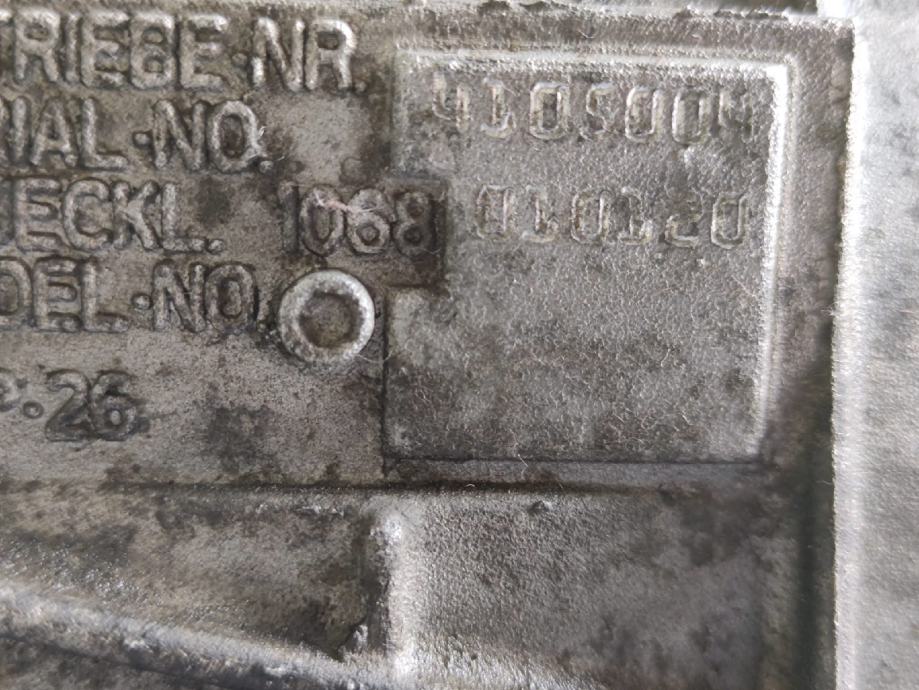 TRIEBE·NR.
4105004
RIAL·NO.
ECKL. 1068 010120
DEL·NO
26